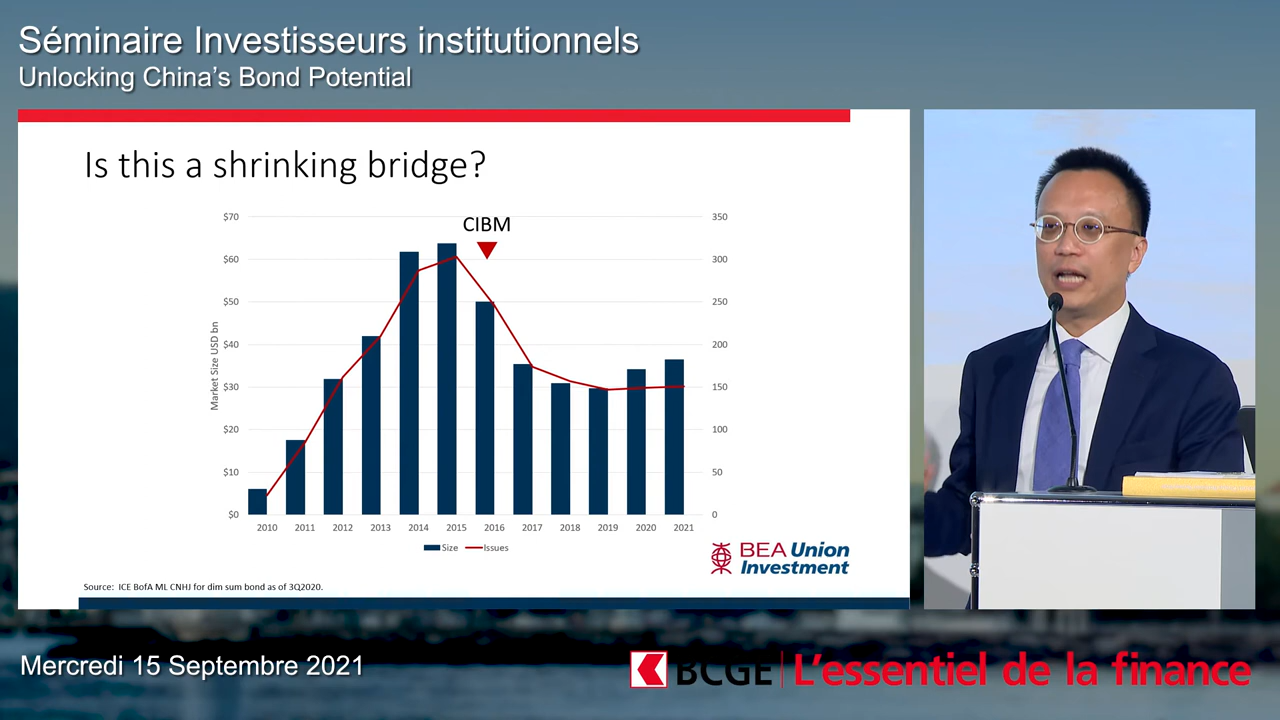 Séminaire Investisseurs institutionnels
Unlocking China's Bond Potential
Is this a shrinking bridge?
CIBM
$70
$60
$50
$40
$30
$20
$10
$0
Market Size USD bn
350
300
250
200
150
100
50
0
2010 2011 2012 2013 2014 2015 2016 2017 2018 2019 2020 2021
Size Issues
BEA Union
Investment
Source: ICE BofA ML CNHJ for dim sum bond as of 3Q2020.
Mercredi 15 Septembre 2021
BCGE L'essentiel de la finance